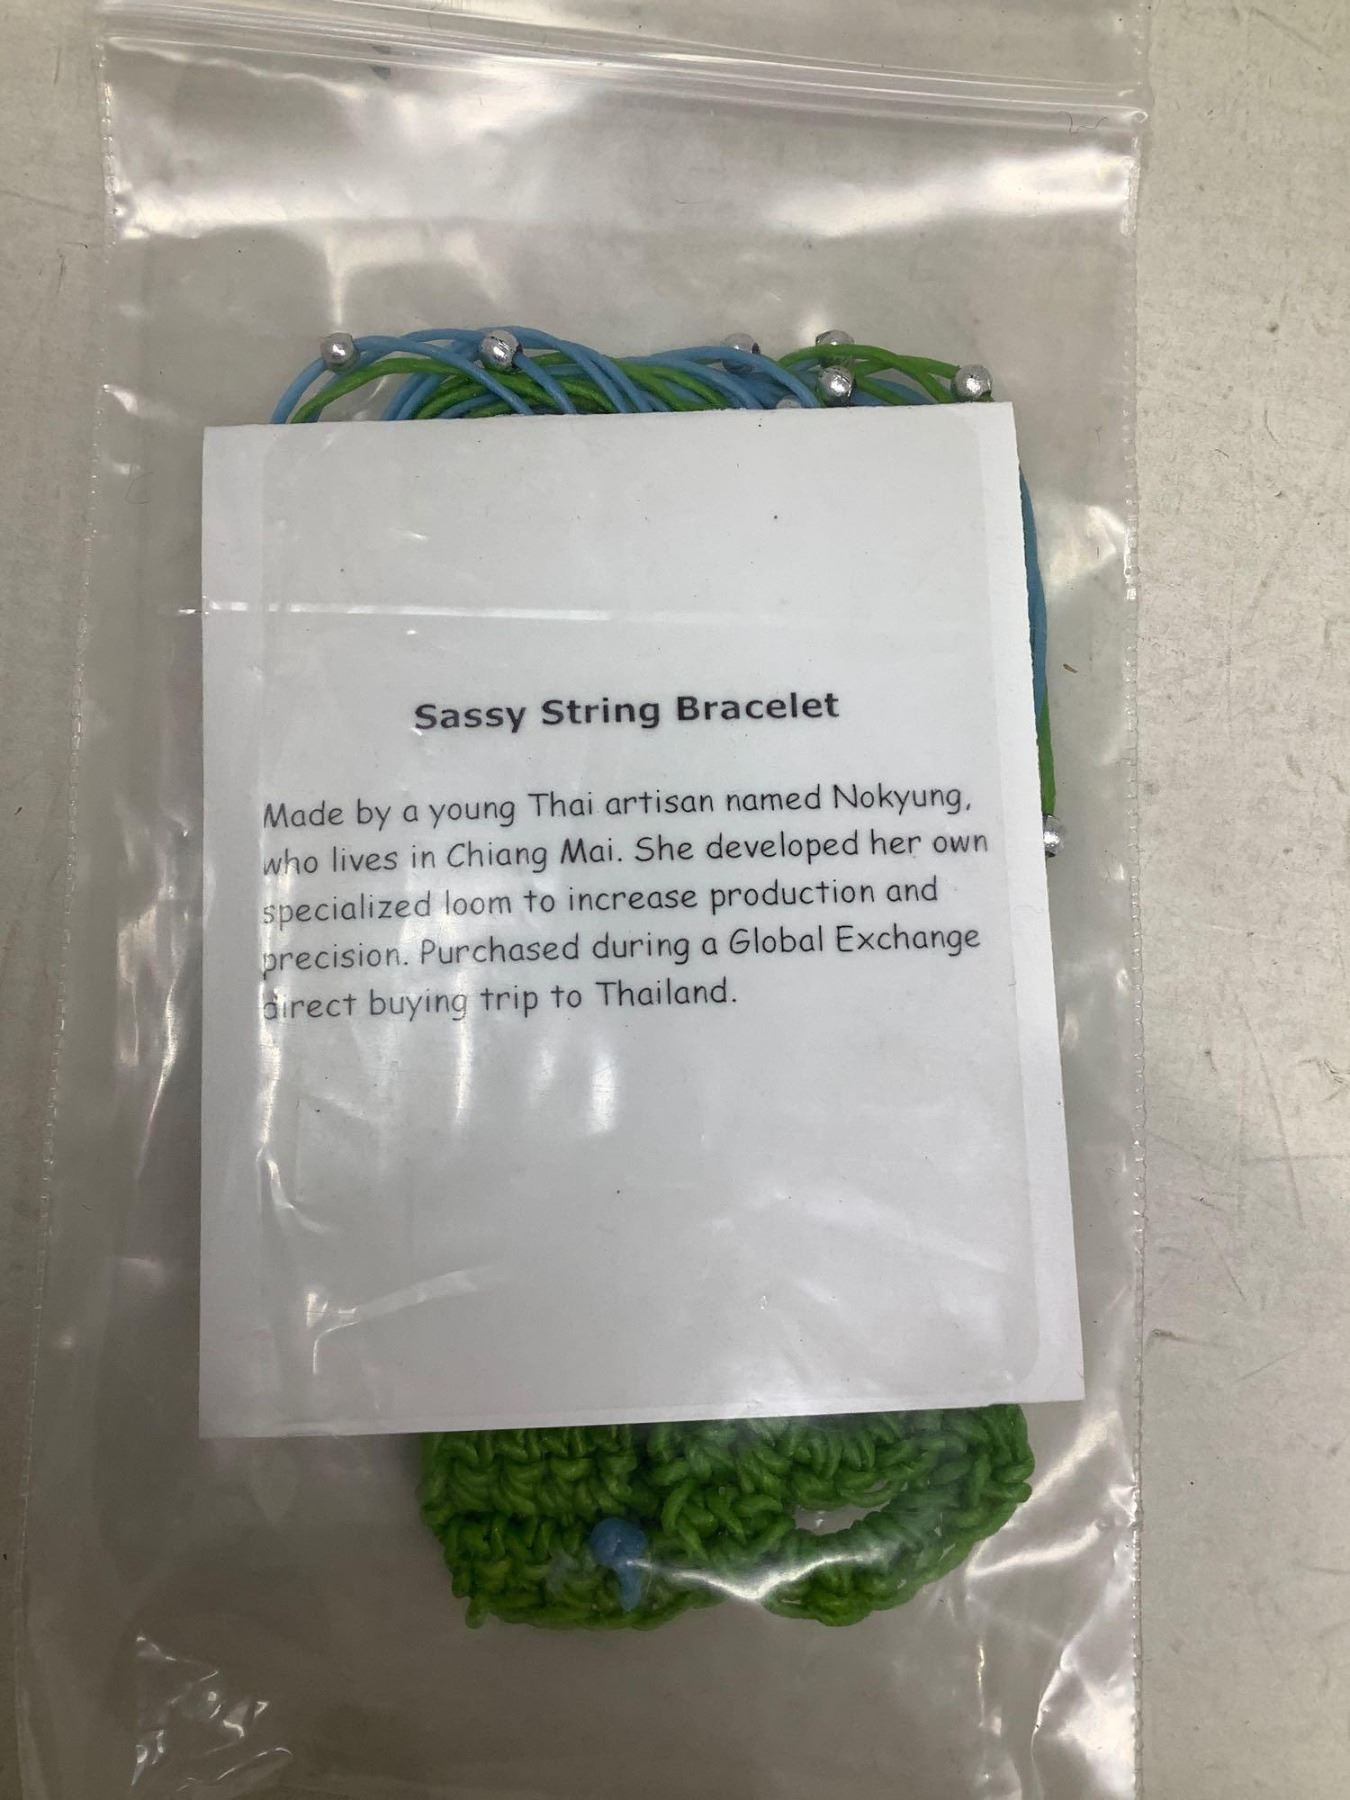 Sassy String Bracelet
Made by a young Thai artisan named Nokyung,
who lives in Chiang Mai. She developed her own
specialized loom to increase production and
precision. Purchased during a Global Exchange
direct buying trip to Thailand.